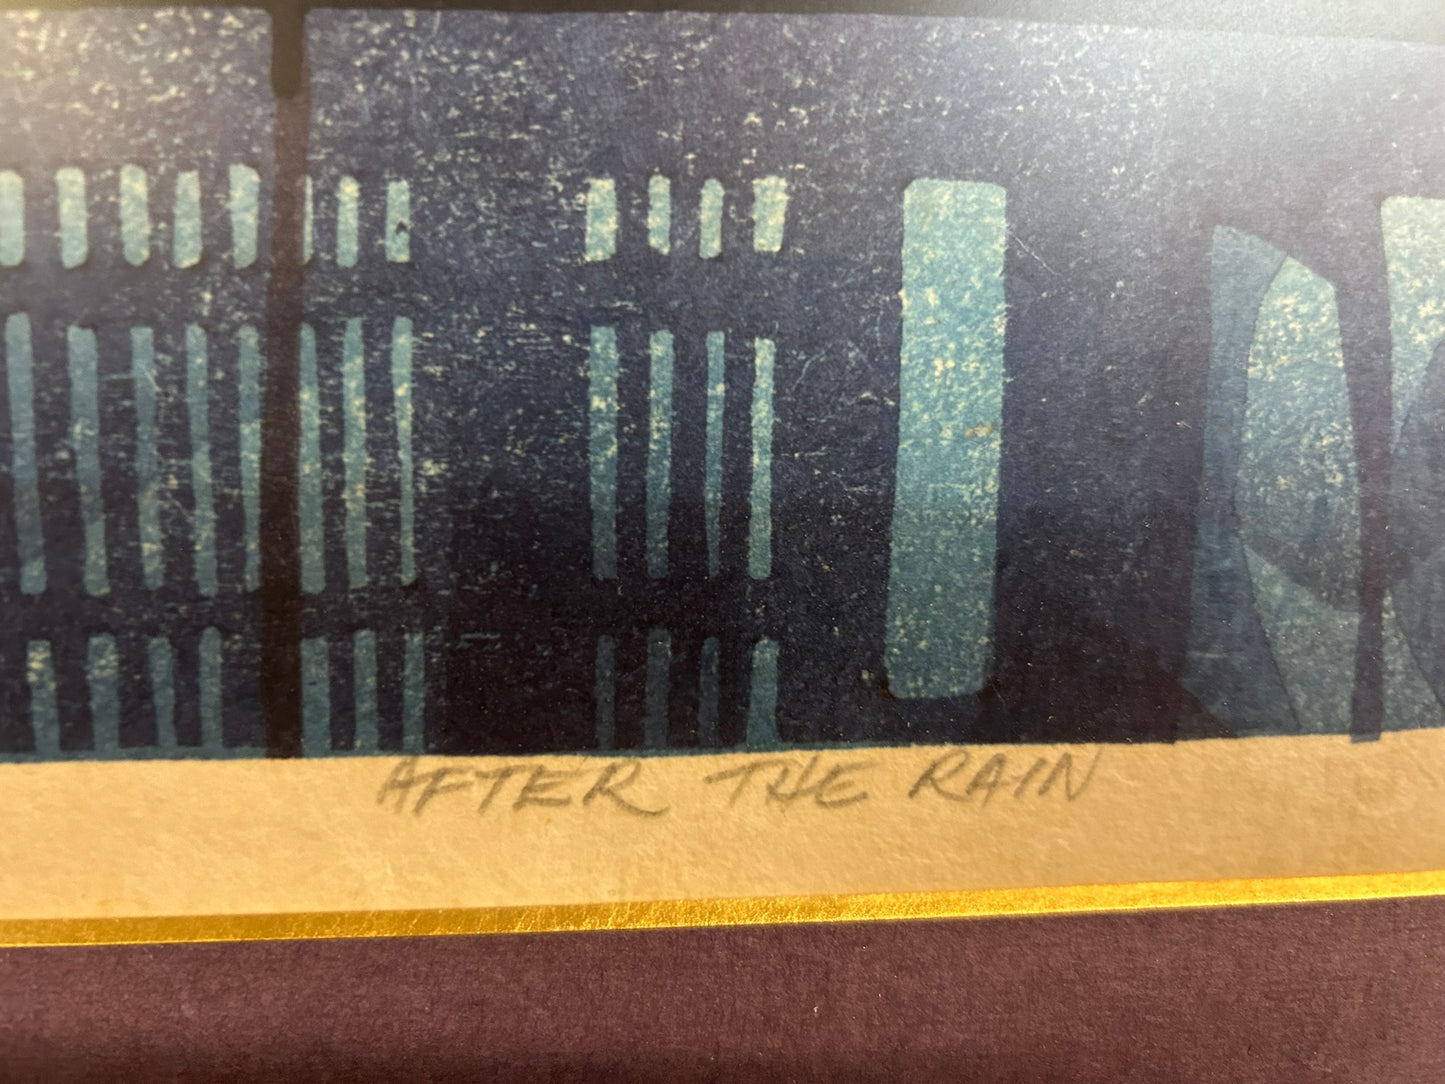 AFTER THE RAIN